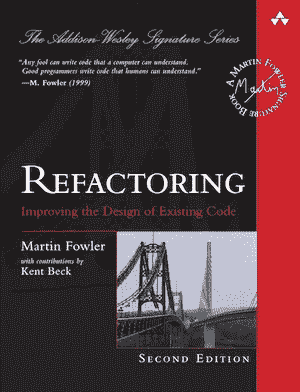 The Addison-Wesley Signature Series
"Any fool can write code that a computer can understand.
Good programmers write code that humans can understand."
—M. Fowler (1999)
A MARTIN FOWLER SIGNATURE BOOK
Martin
REFACTORING
Improving the Design of Existing Code
Martin Fowler
with contributions by
Kent Beck
SECOND EDITION